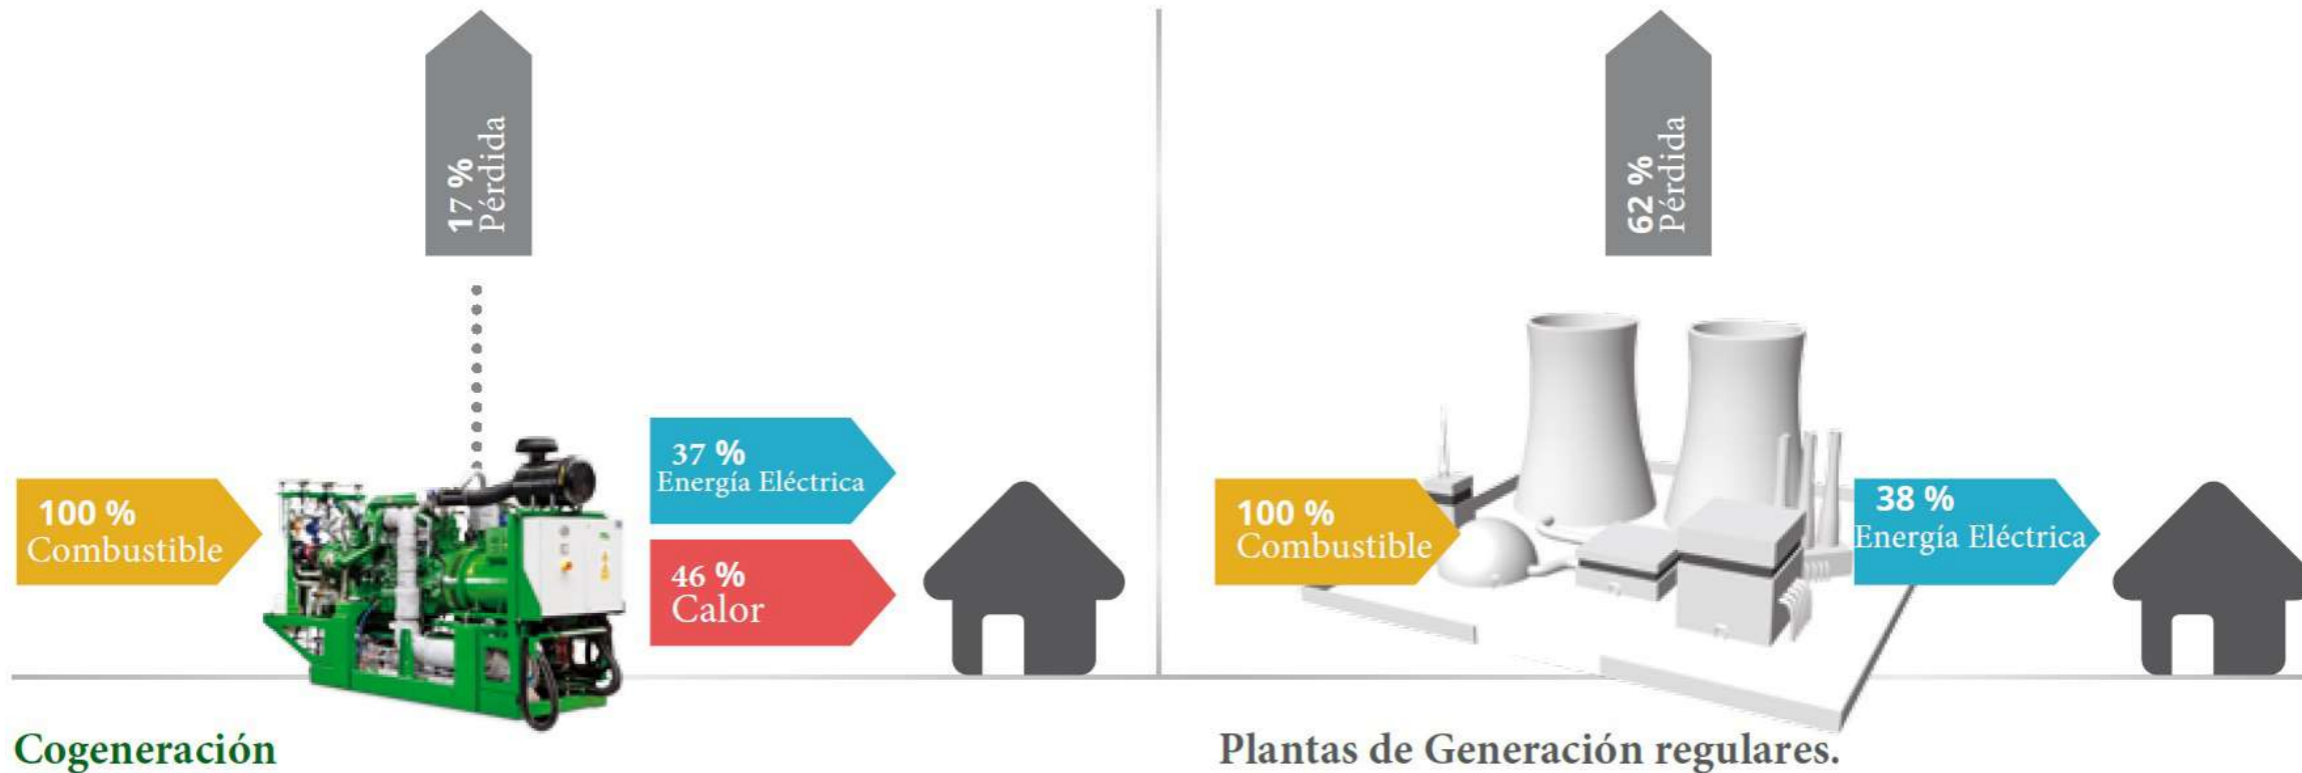 17 %
Pérdida
100 %
Combustible
37 %
Energía Eléctrica
46 %
Calor
Cogeneración
62 %
Pérdida
100 %
Combustible
38 %
Energía Eléctrica
Plantas de Generación regulares.